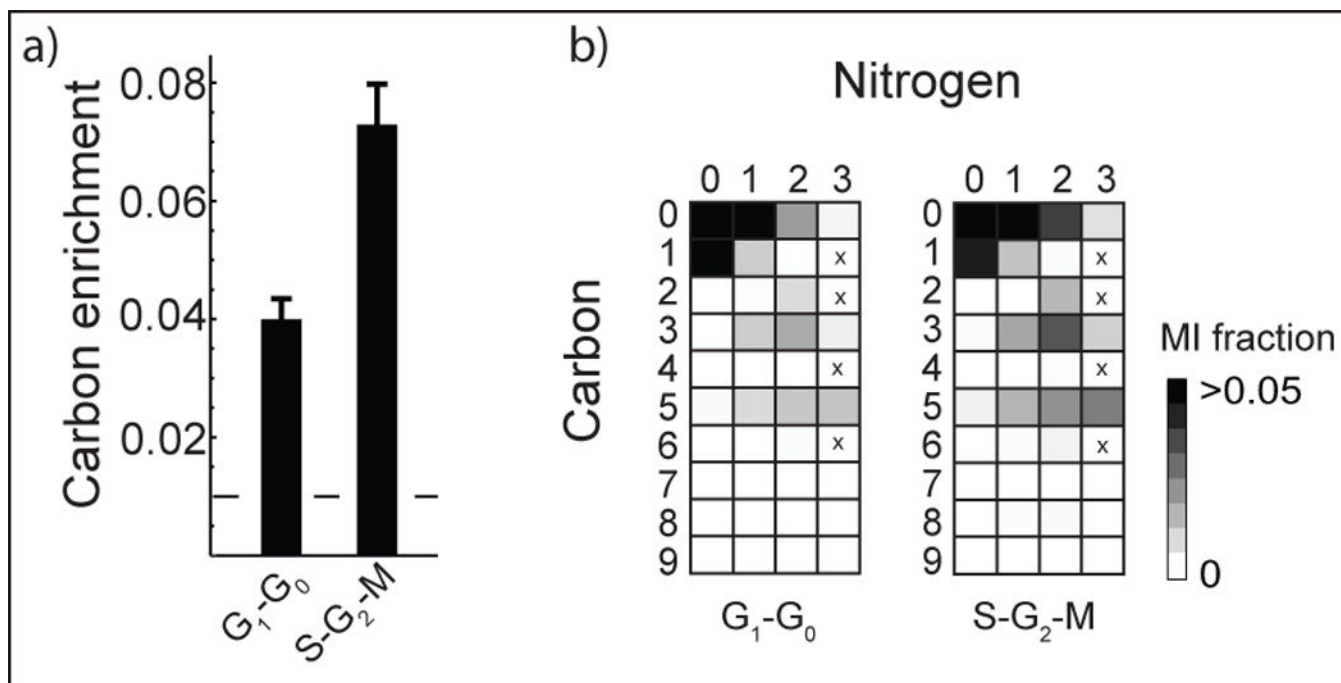 a)
Carbon enrichment
0.08
0.06
0.04
0.02
G₁-G₀
S-G₂-M
b)
Nitrogen
Carbon
0 1 2 3
0
1 x
2 x
3
4 x
5
6 x
7
8
9
G₁-G₀
0 1 2 3
0
1 x
2 x
3
4 x
5
6 x
7
8
9
S-G₂-M
MI fraction
>0.05
0